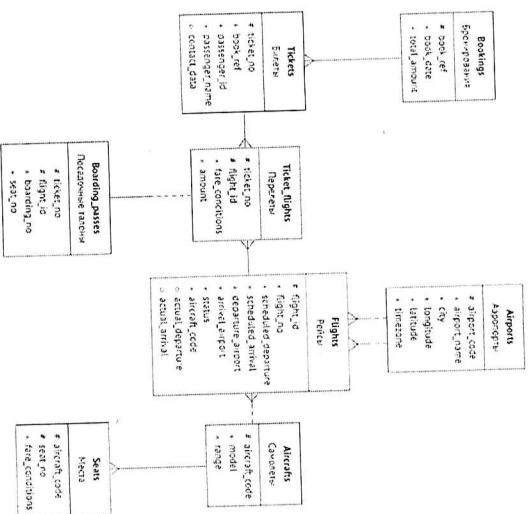 Bookings
Бронирования
# book_ref
* book_date
* total_amount
Airports
Аэропорты
# airport_code
* airport_name
* city
* longitude
* latitude
* timezone
Tickets
Билеты
# ticket_no
* book_ref
* passenger_id
* passenger_name
○ contact_data
Ticket_flights
Перелеты
# ticket_no
# flight_id
* fare_conditions
* amount
Flights
Рейсы
# flight_id
* flight_no
* scheduled_departure
* scheduled_arrival
* departure_airport
* arrival_airport
* status
* aircraft_code
○ actual_departure
○ actual_arrival
Aircrafts
Самолеты
# aircraft_code
* model
* range
Boarding_passes
Посадочные талоны
# ticket_no
# flight_id
* boarding_no
* seat_no
Seats
Места
# aircraft_code
# seat_no
* fare_conditions